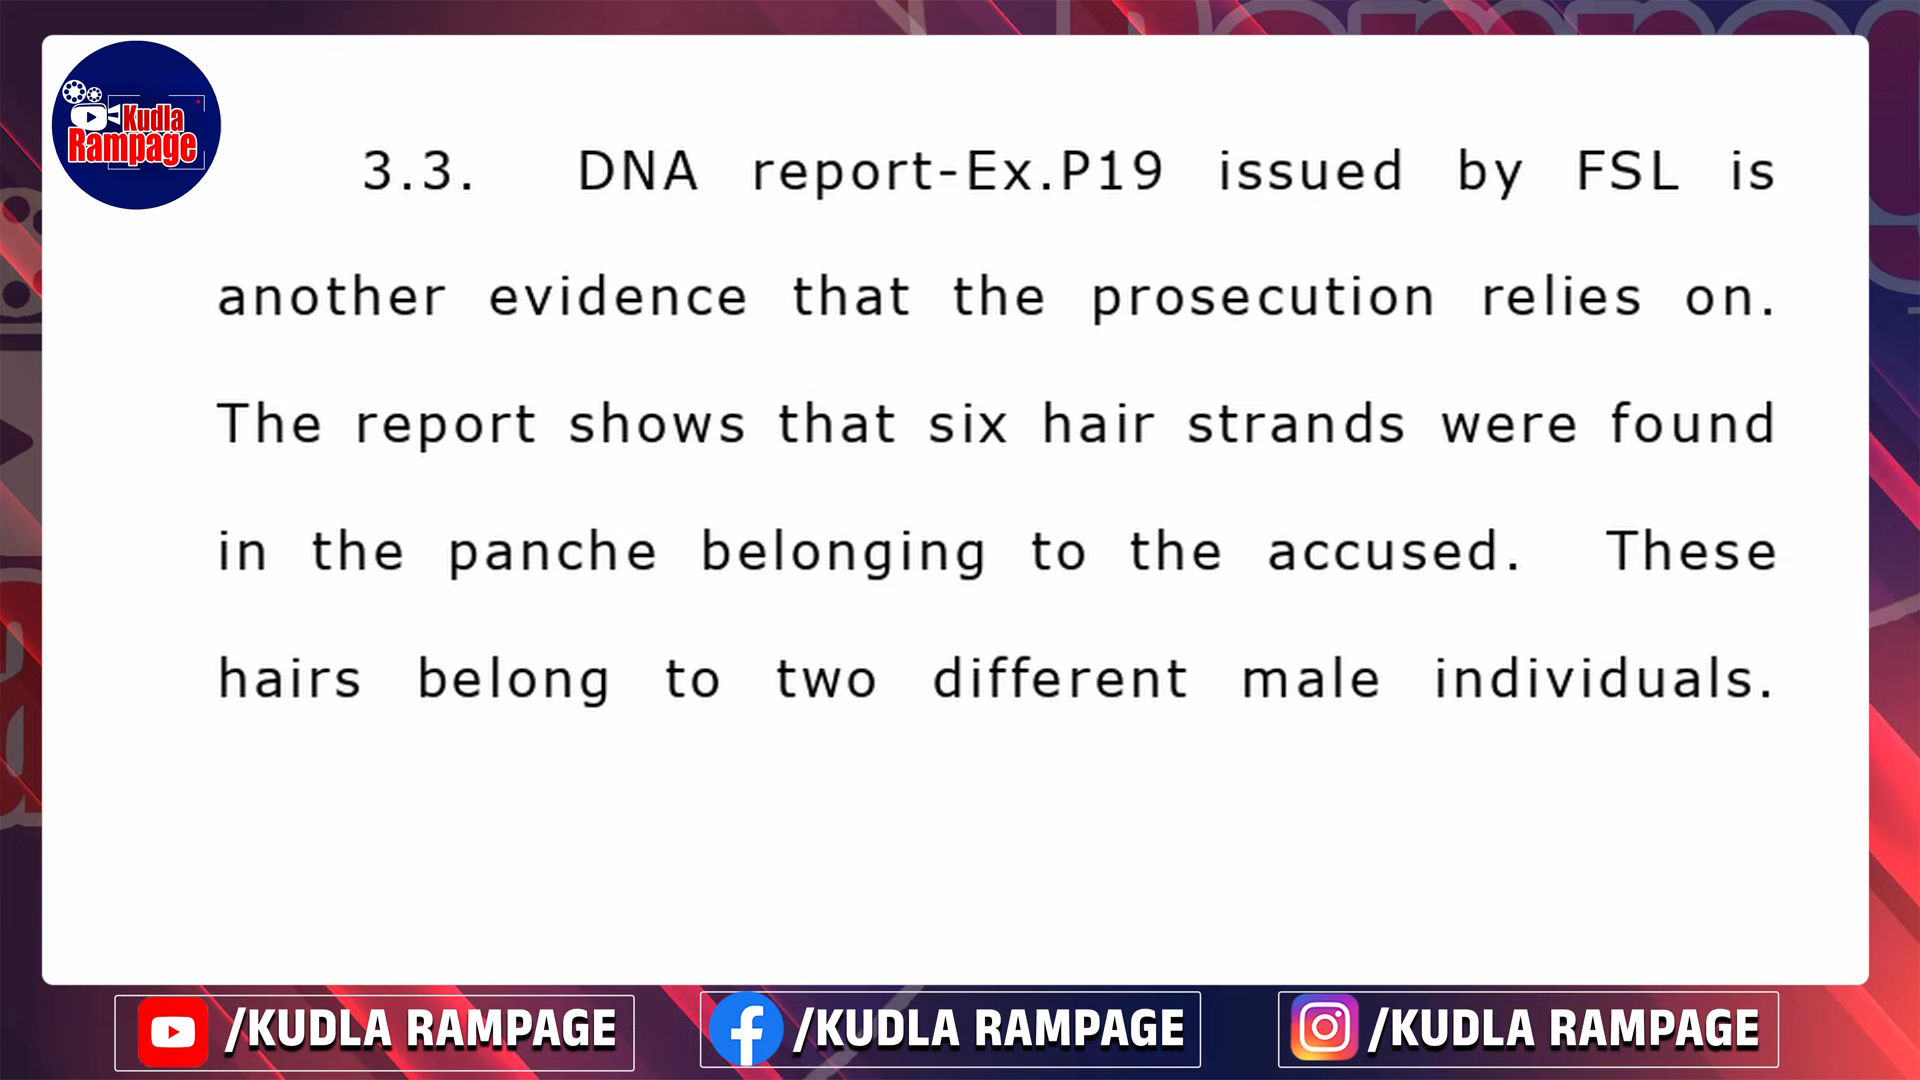 Kudla
Rampage
3.3. DNA report-Ex.P19 issued by FSL is
another evidence that the prosecution relies on.
The report shows that six hair strands were found
in the panche belonging to the accused. These
hairs belong to two different male individuals.
/KUDLA RAMPAGE
/KUDLA RAMPAGE
/KUDLA RAMPAGE